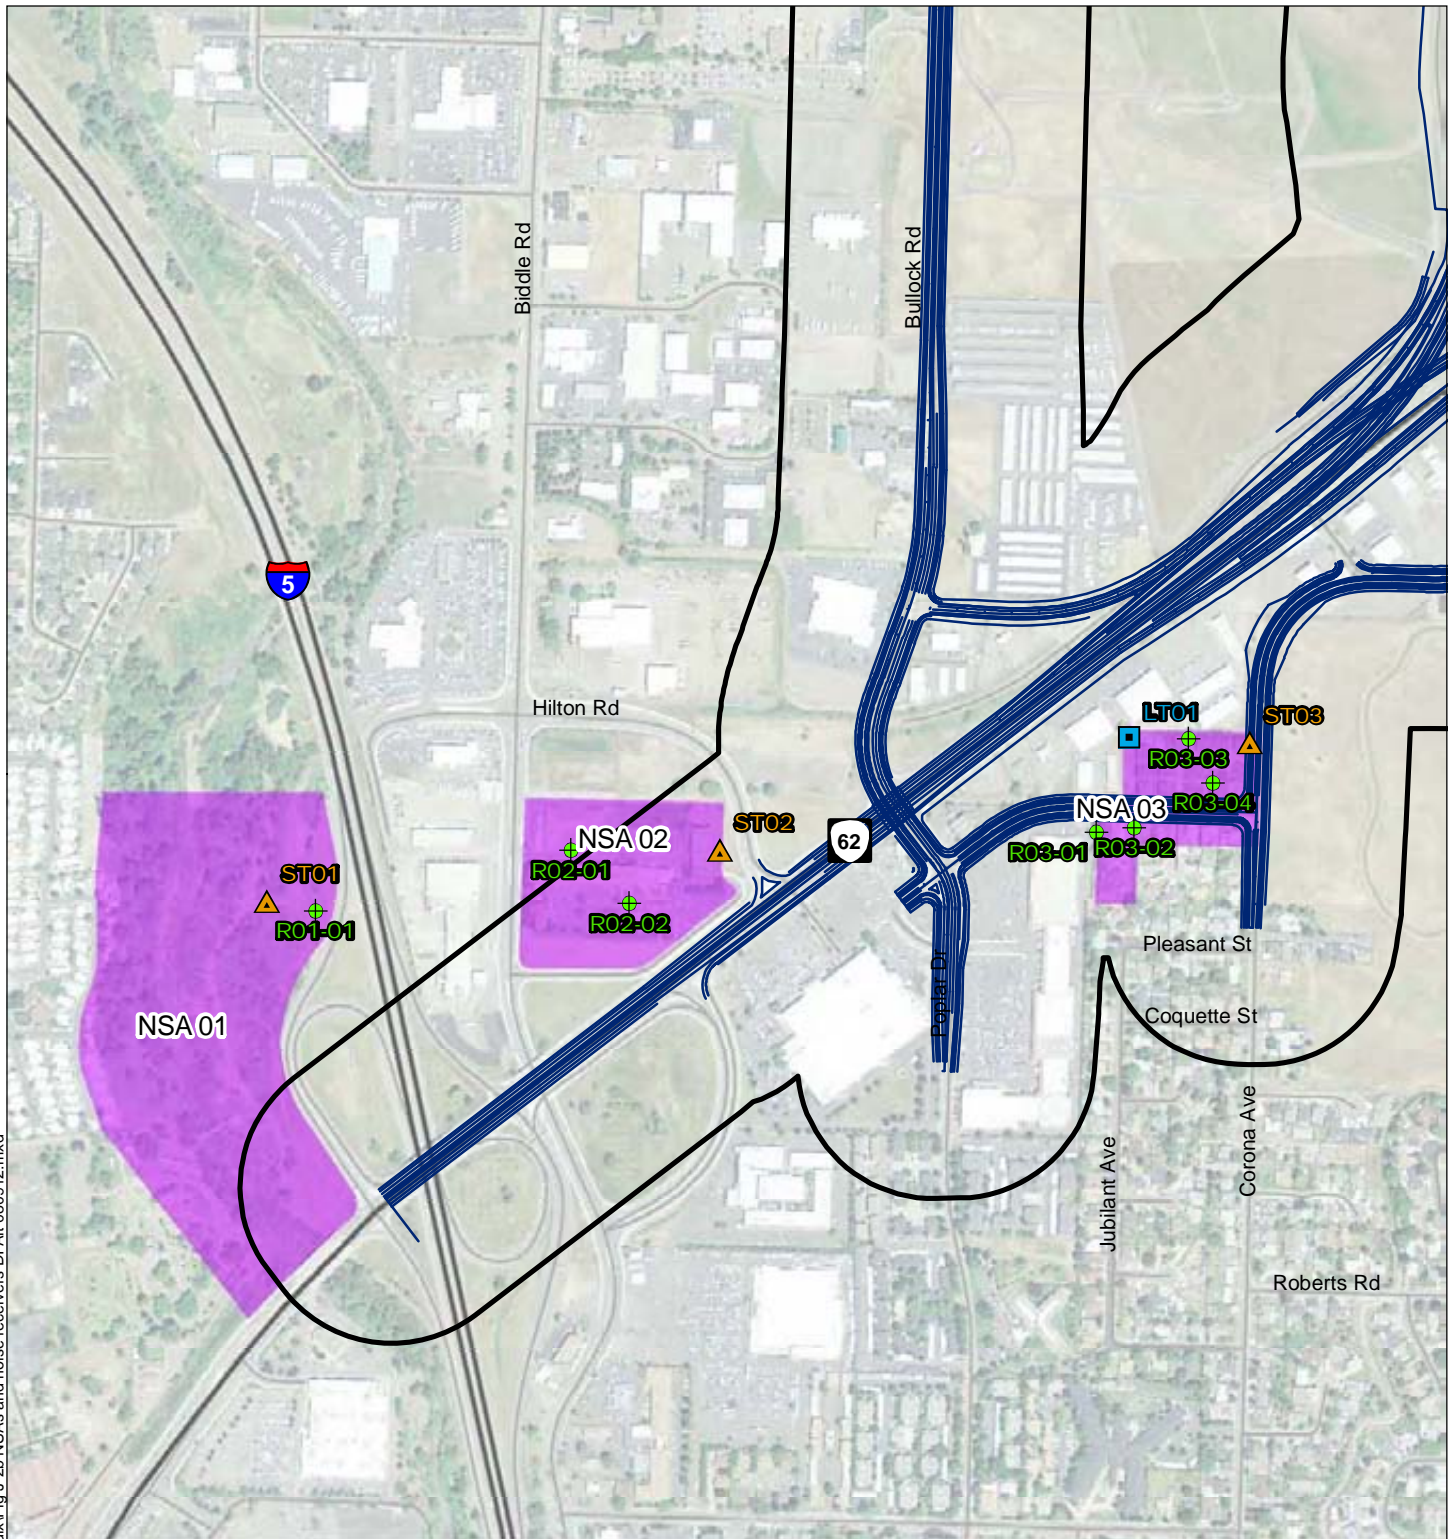 Biddle Rd
Bullock Rd
5
Hilton Rd
LT01
ST03
R03-03
R03-04
NSA 03
R03-01
R03-02
62
ST02
NSA 02
R02-01
R02-02
ST01
R01-01
NSA 01
Pleasant St
Poplar Dr
Coquette St
Corona Ave
Jubilant Ave
Roberts Rd